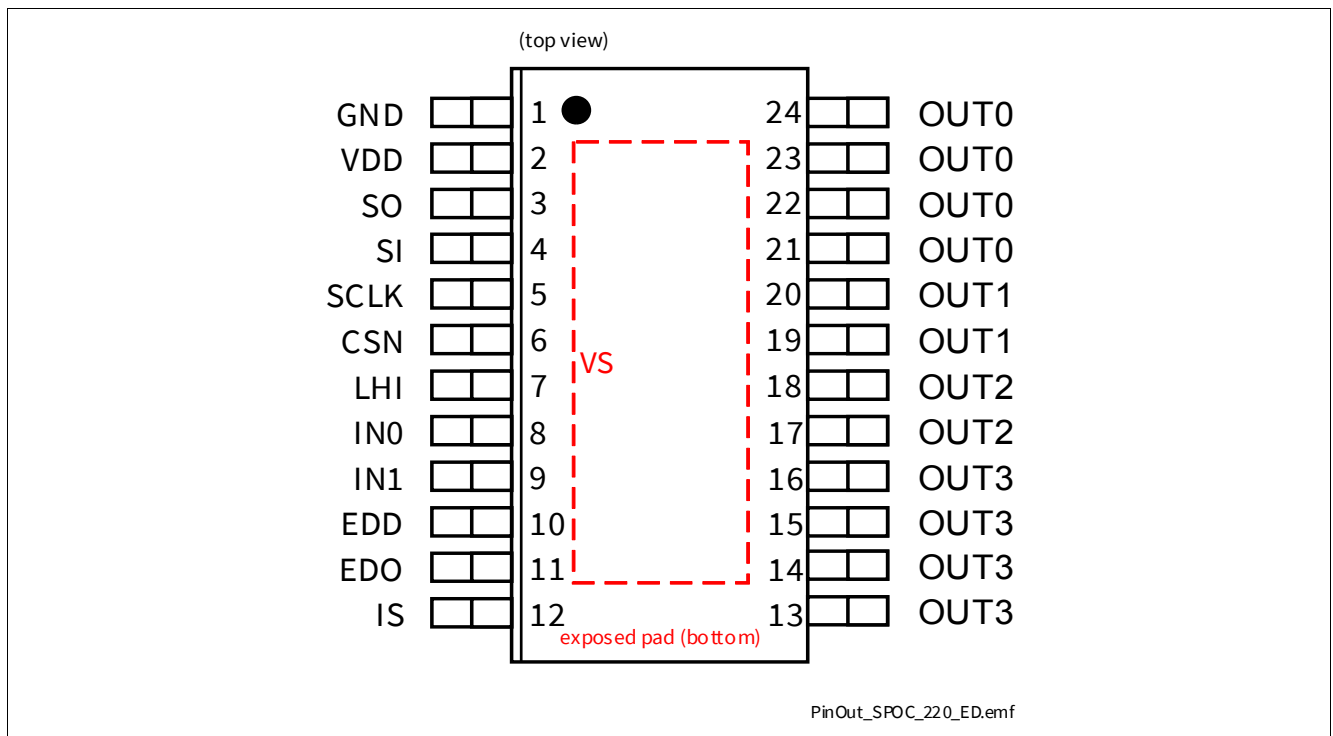 (top view)
GND 1 24 OUT0
VDD 2 23 OUT0
SO 3 22 OUT0
SI 4 21 OUT0
SCLK 5 20 OUT1
CSN 6 19 OUT1
VS
LHI 7 18 OUT2
IN0 8 17 OUT2
IN1 9 16 OUT3
EDD 10 15 OUT3
EDO 11 14 OUT3
IS 12 13 OUT3
exposed pad (bottom)
PinOut_SPOC_220_ED.emf